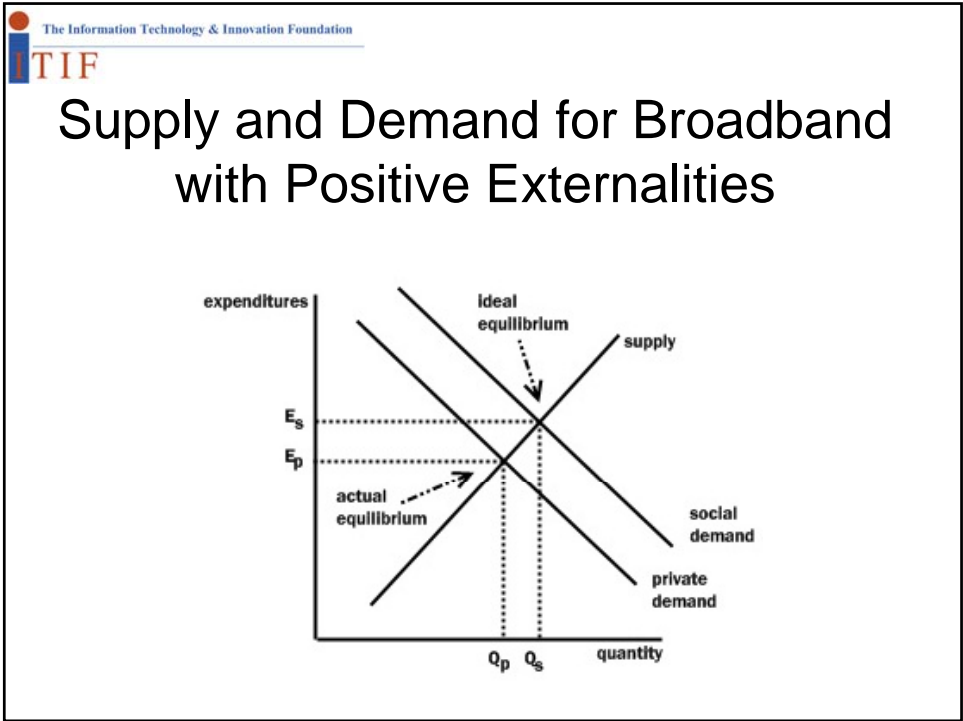 The Information Technology & Innovation Foundation
ITIF
Supply and Demand for Broadband
with Positive Externalities
expenditures
ideal
equilibrium
supply
Es
Ep
actual
equilibrium
social
demand
private
demand
Qp Qs
quantity